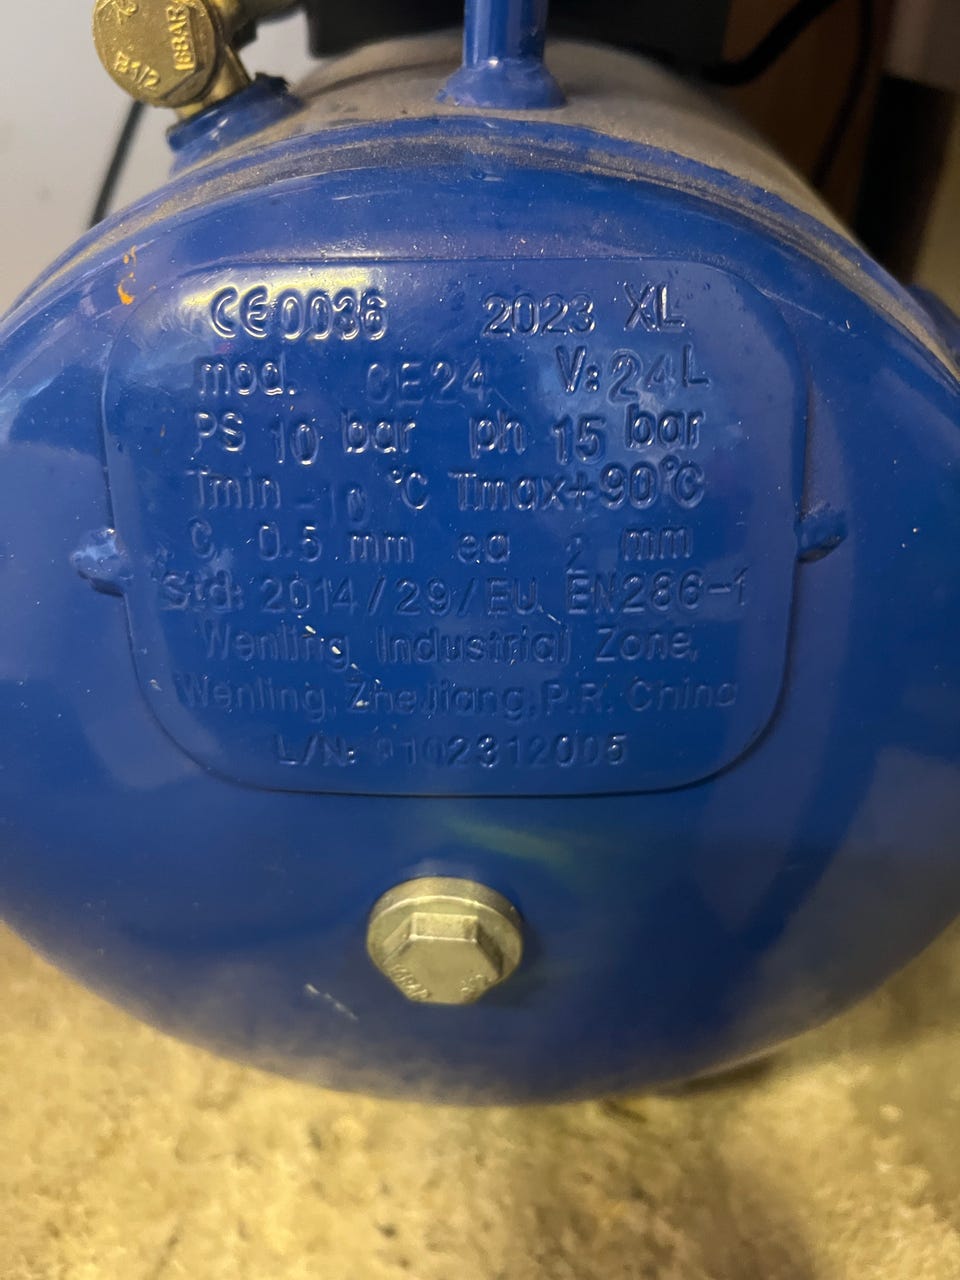 CE0036 2023 XL
mod. CE24 V:24L
PS 10 bar ph 15 bar
Tmin -10 °C Tmax+90°C
C. 0.5 mm ea 2 mm
Std: 2014/29/EU EN286-1
Wenling Industrial Zone,
Wenling, ZheJiang, P.R. China
L/N: